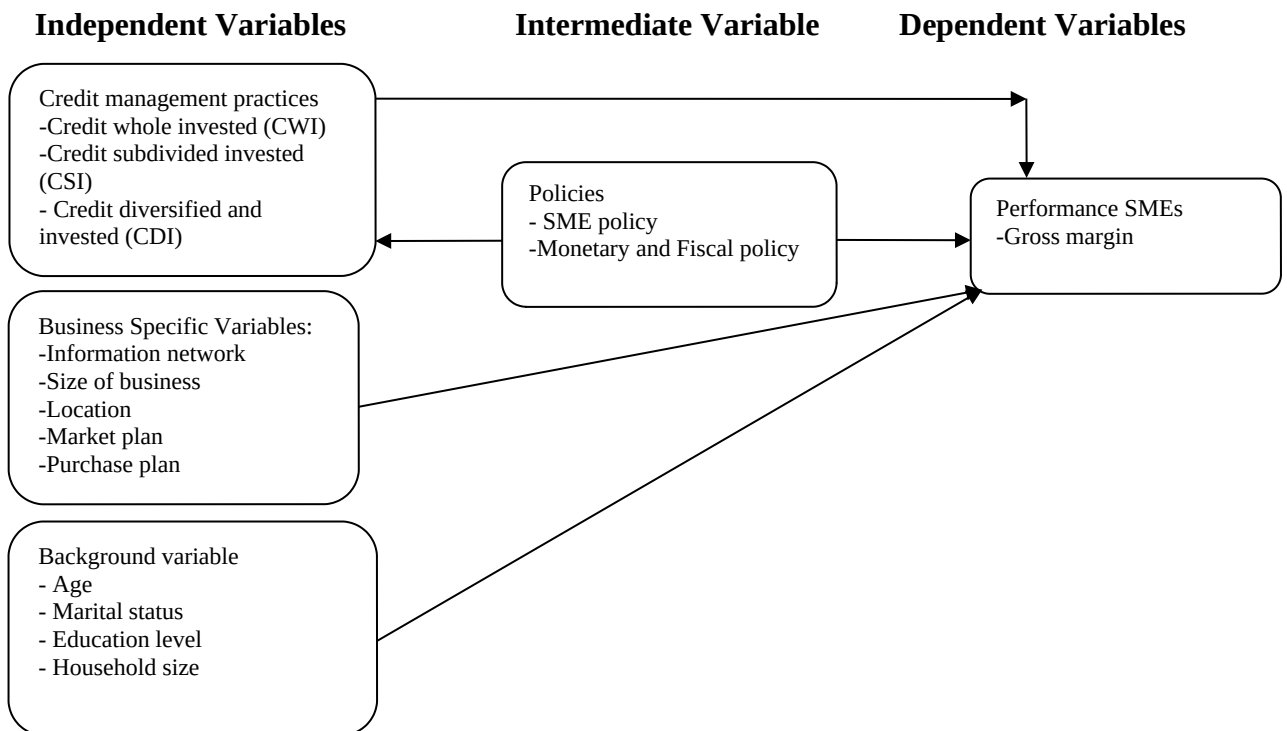 Independent Variables
Intermediate Variable
Dependent Variables
Credit management practices
-Credit whole invested (CWI)
-Credit subdivided invested
(CSI)
- Credit diversified and
invested (CDI)
Policies
- SME policy
-Monetary and Fiscal policy
Performance SMEs
-Gross margin
Business Specific Variables:
-Information network
-Size of business
-Location
-Market plan
-Purchase plan
Background variable
- Age
- Marital status
- Education level
- Household size